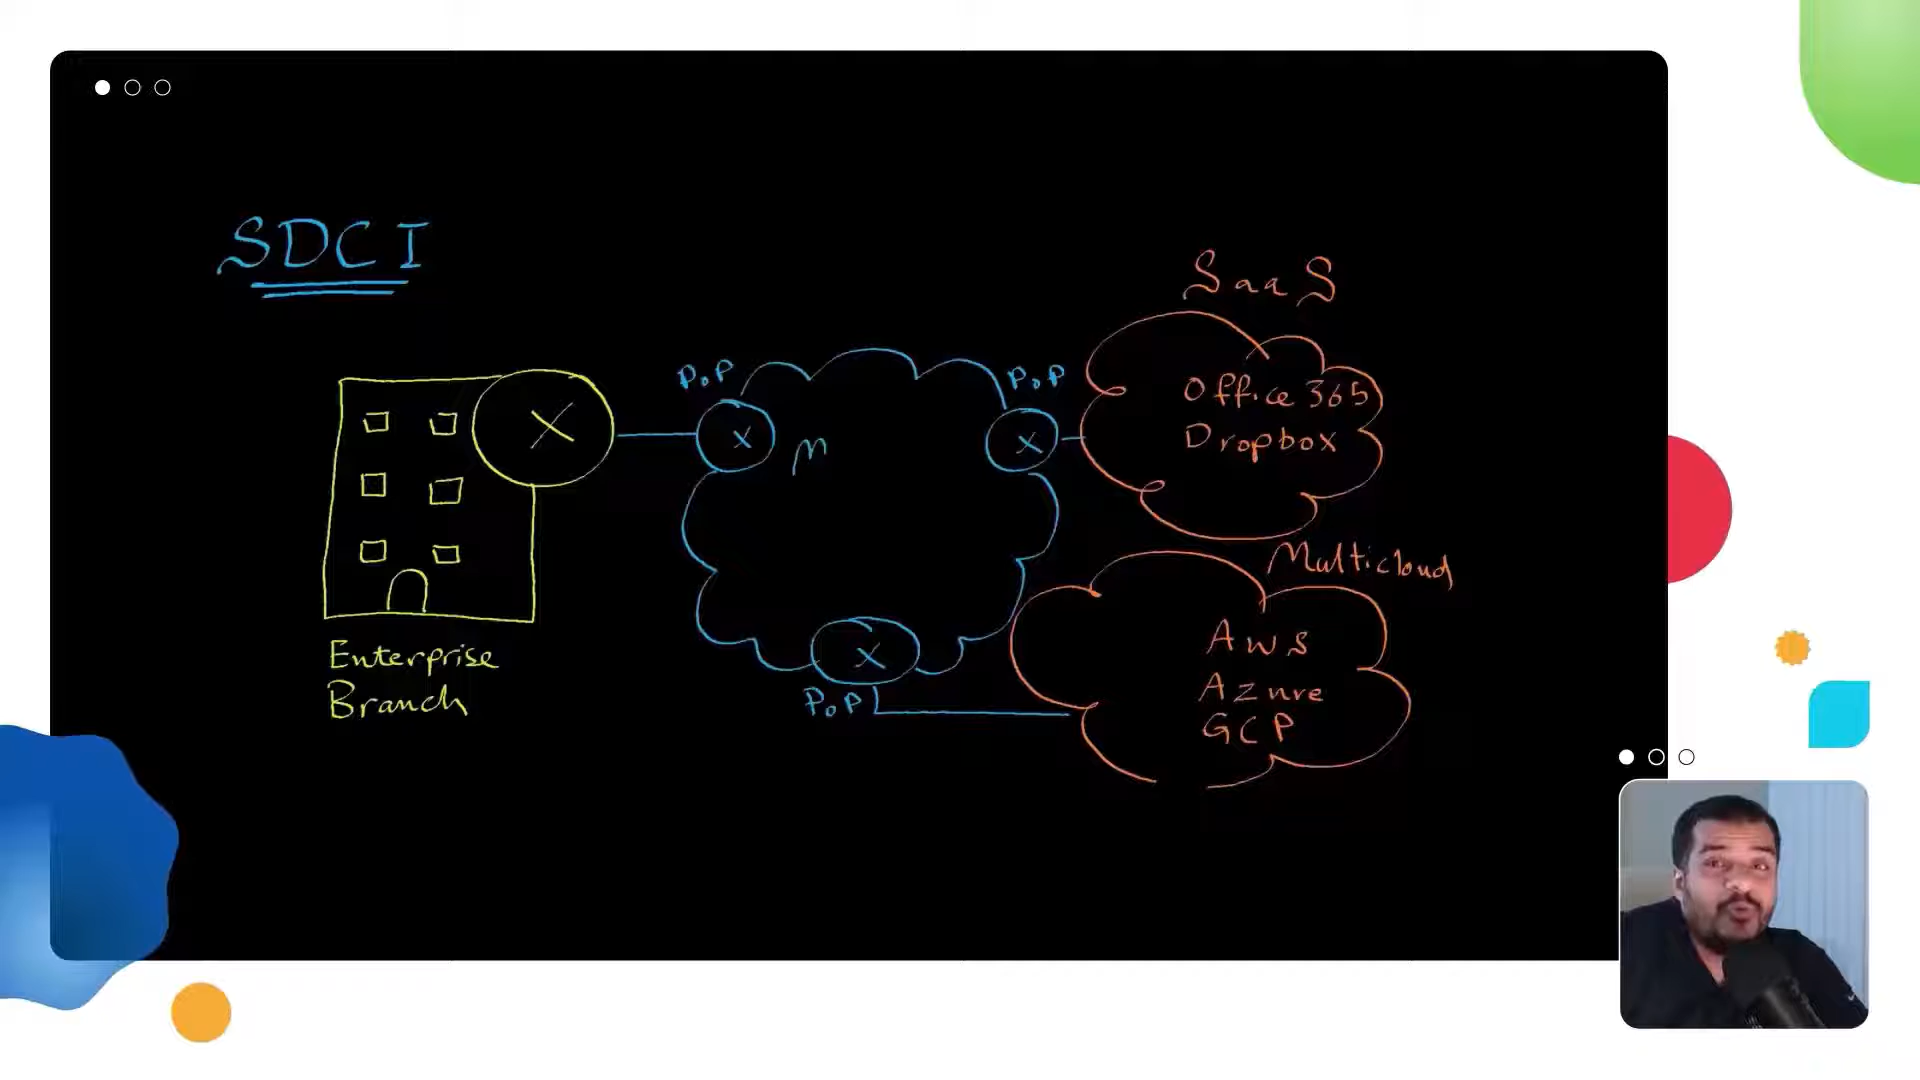 SDCI
SaaS
PoP
PoP
Office 365
Dropbox
M
Multicloud
AWS
Azure
GCP
Enterprise
Branch
PoP